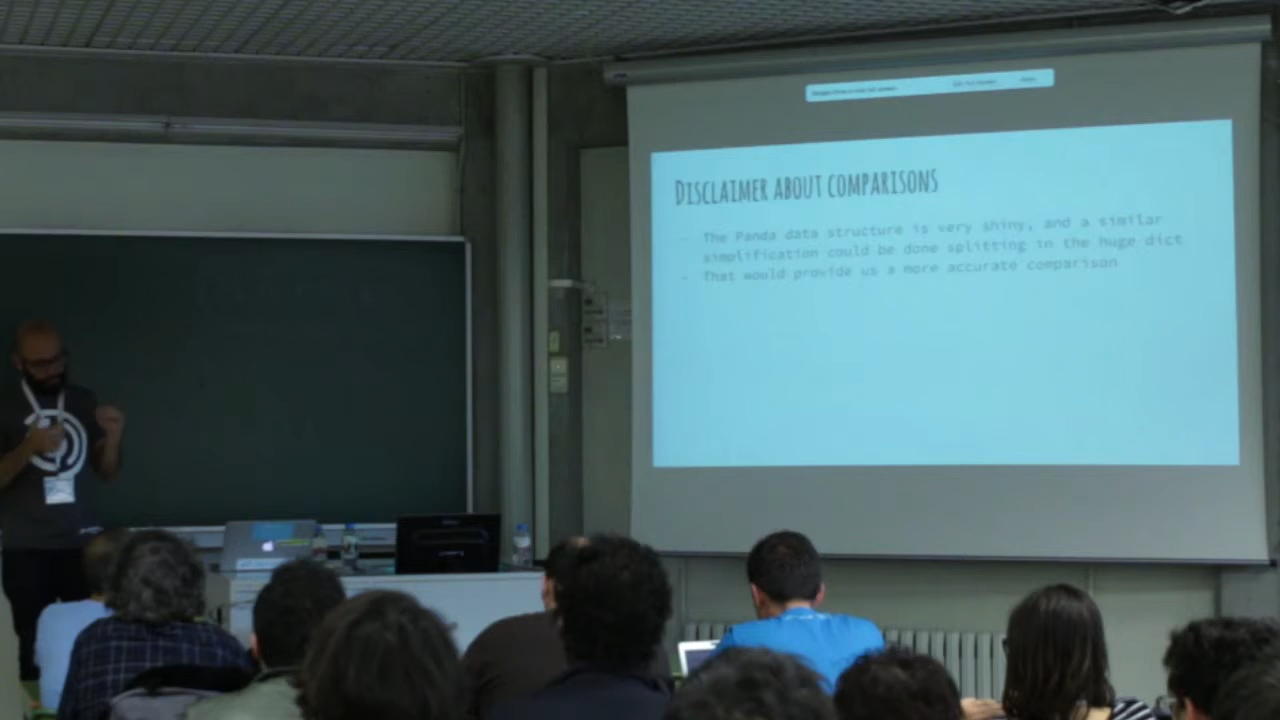 DISCLAIMER ABOUT COMPARISONS
- The Panda data structure is very shiny, and a similar
simplification could be done splitting in the huge dict
- That would provide us a more accurate comparison